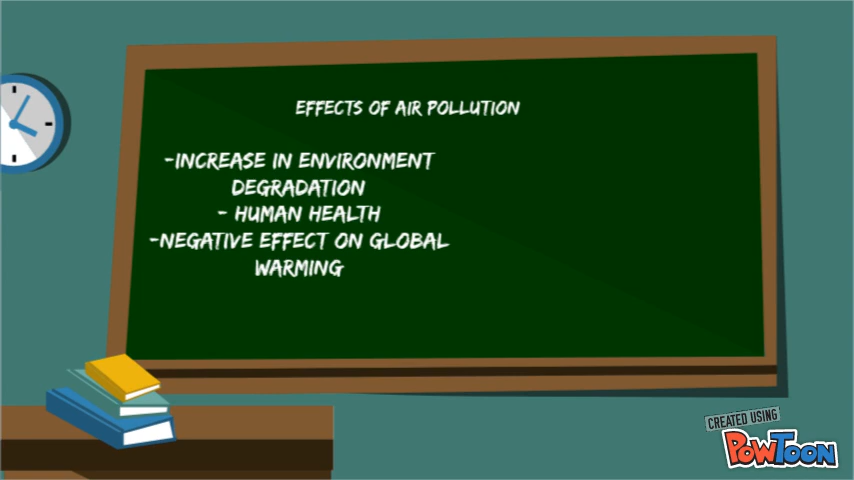 EFFECTS OF AIR POLLUTION
-INCREASE IN ENVIRONMENT
DEGRADATION
- HUMAN HEALTH
-NEGATIVE EFFECT ON GLOBAL
WARMING
CREATED USING
POWTOON